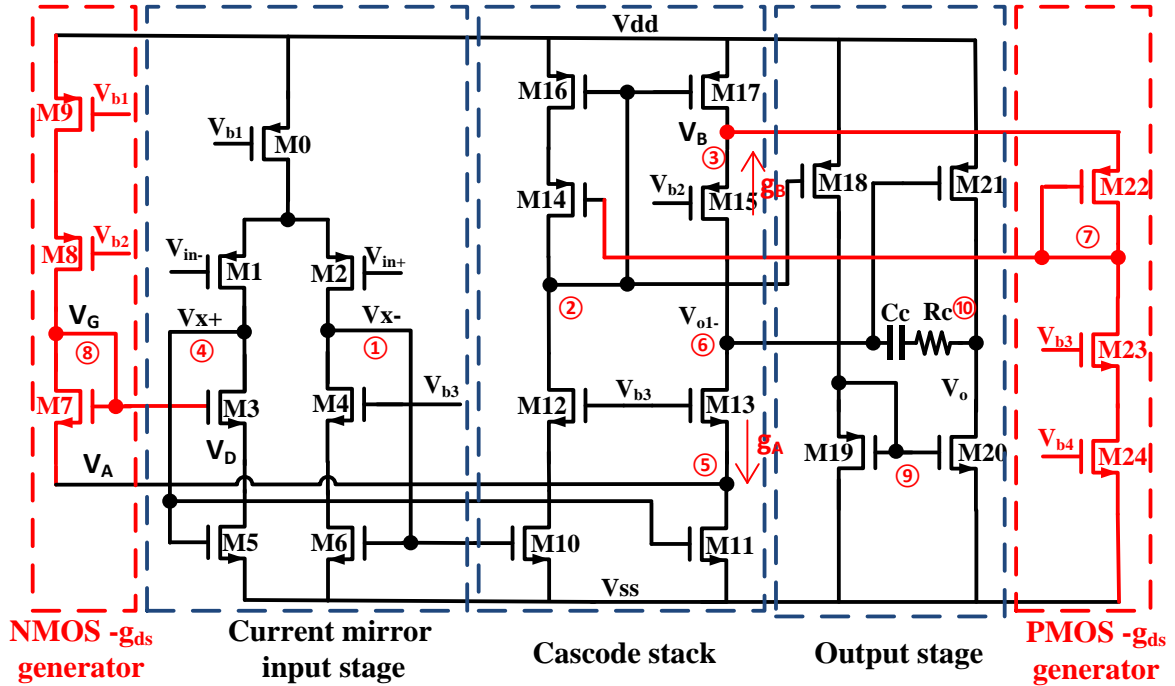 Vdd
M9
Vb1
M8
Vb2
VG
⑧
M7
VA
Vb1
M0
Vin-
M1
M2
Vin+
Vx+
④
Vx-
①
M3
M4
Vb3
VD
M5
M6
M16
M17
VB
③
M14
Vb2
M15
gB
②
Vo1-
⑥
M12
Vb3
M13
gA
⑤
M10
M11
Vss
M18
M21
Cc
Rc
⑩
Vo
M19
M20
⑨
M22
⑦
Vb3
M23
Vb4
M24
NMOS -gds
generator
Current mirror
input stage
Cascode stack
Output stage
PMOS -gds
generator